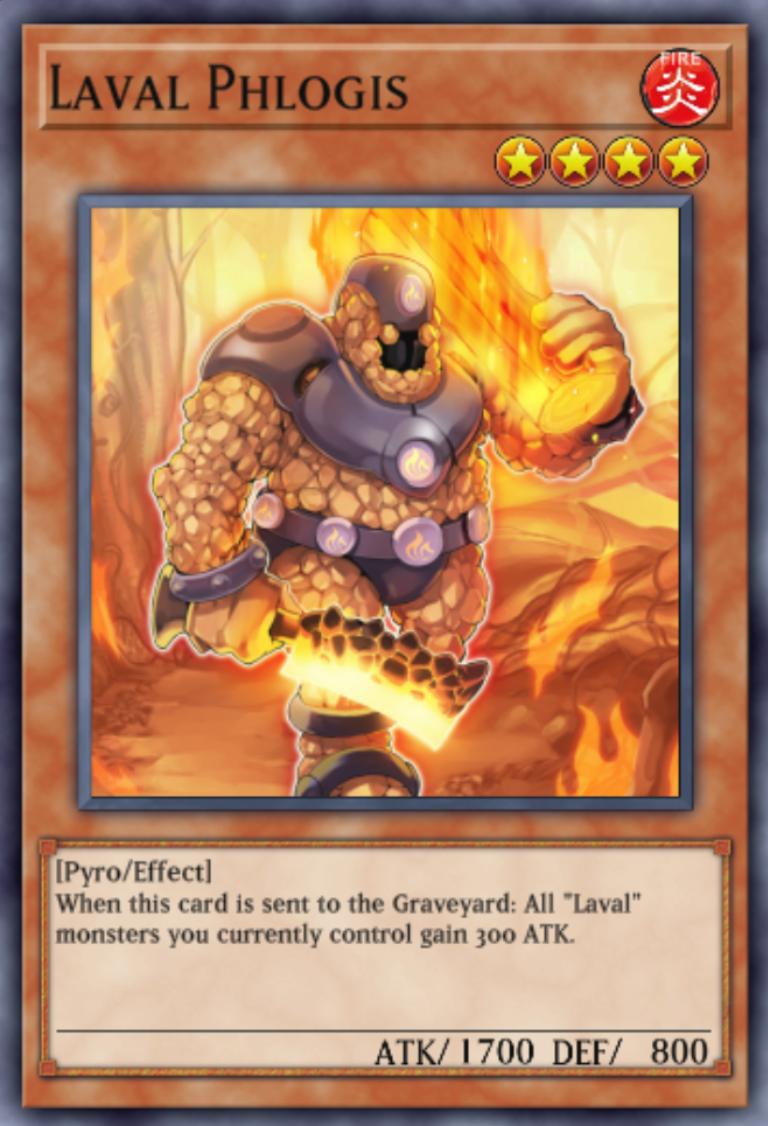 Laval Phlogis
FIRE
炎
[Pyro/Effect]
When this card is sent to the Graveyard: All "Laval"
monsters you currently control gain 300 ATK.
ATK/ 1700 DEF/ 800